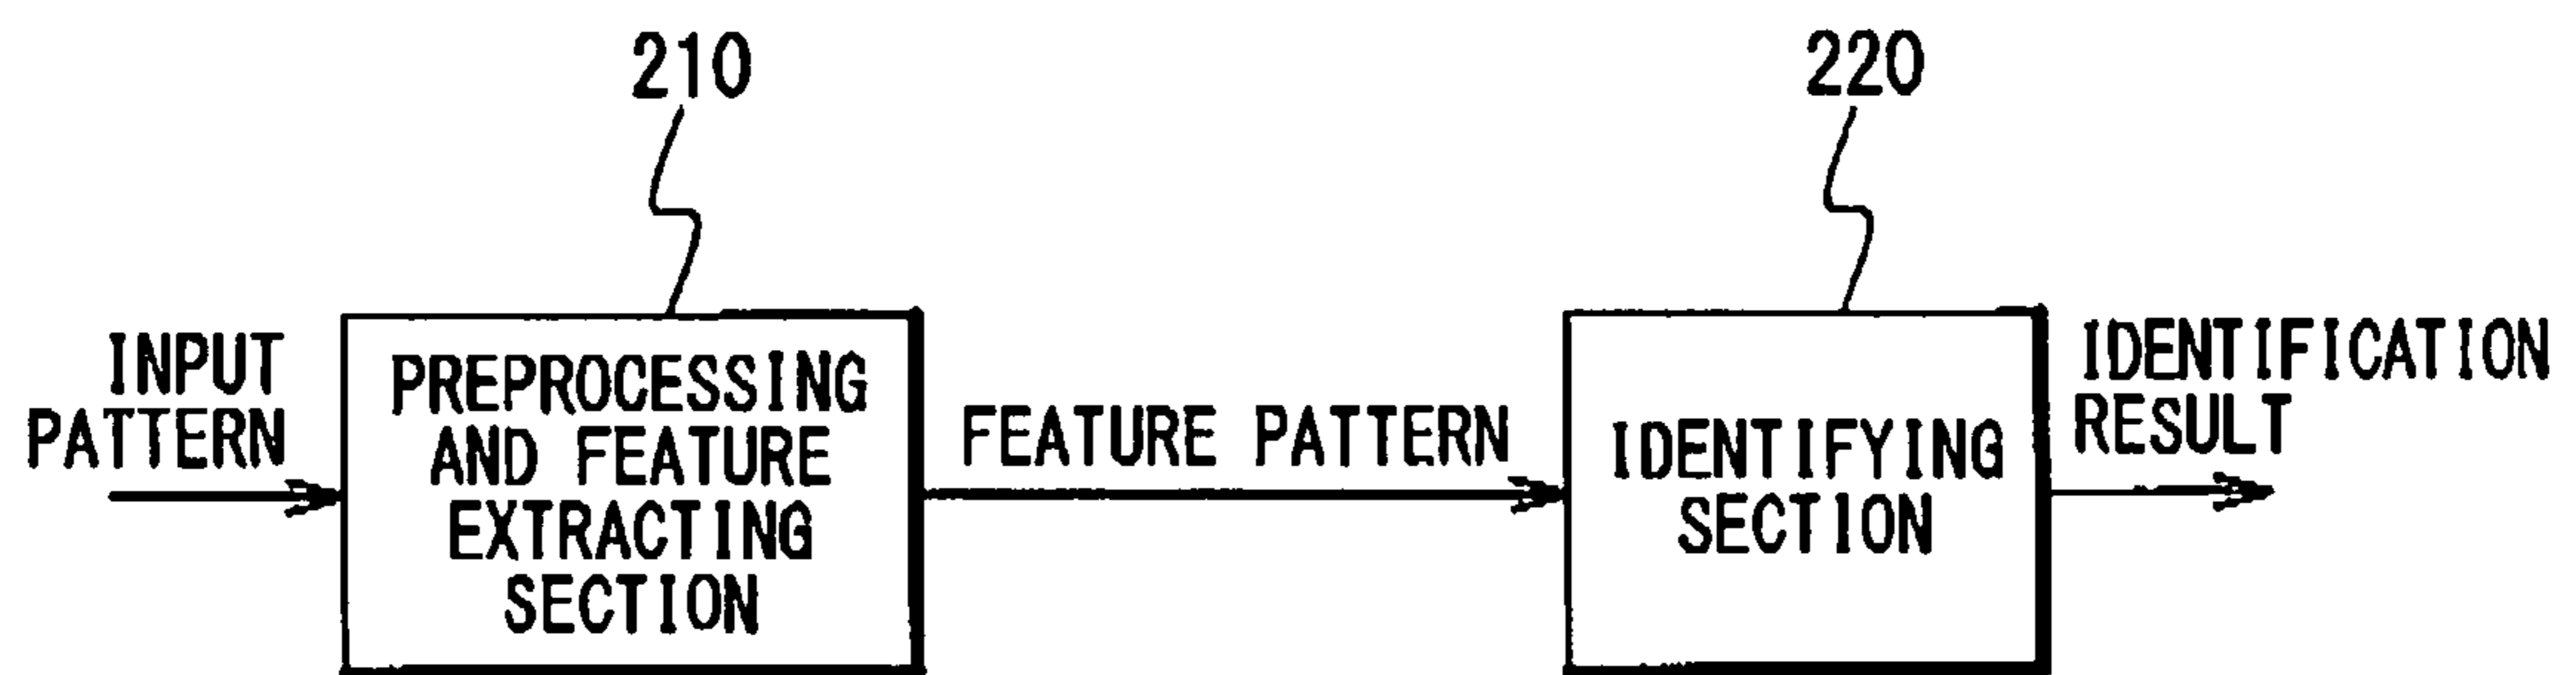 210
220
INPUT
PATTERN
PREPROCESSING
AND FEATURE
EXTRACTING
SECTION
FEATURE PATTERN
IDENTIFYING
SECTION
IDENTIFICATION
RESULT